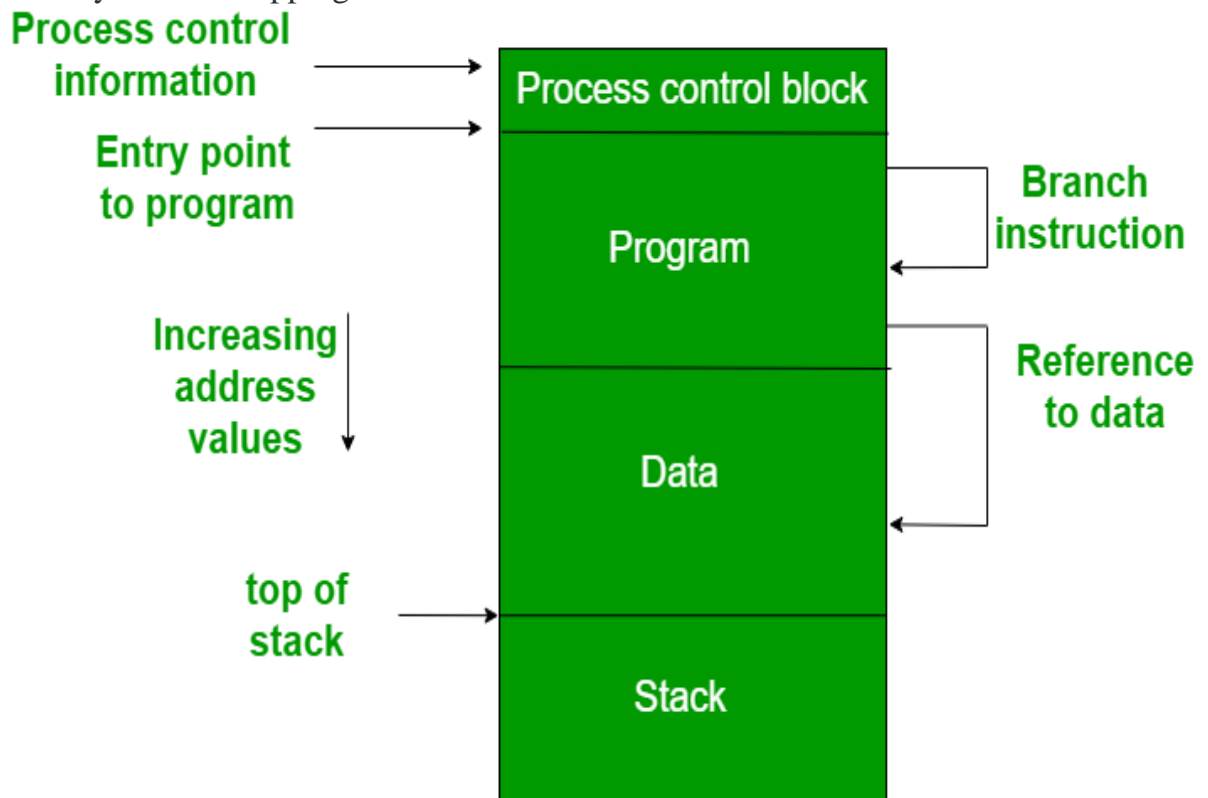 Process control
information
Process control block
Entry point
to program
Program
Branch
instruction
Increasing
address
values
Reference
to data
Data
top of
stack
Stack